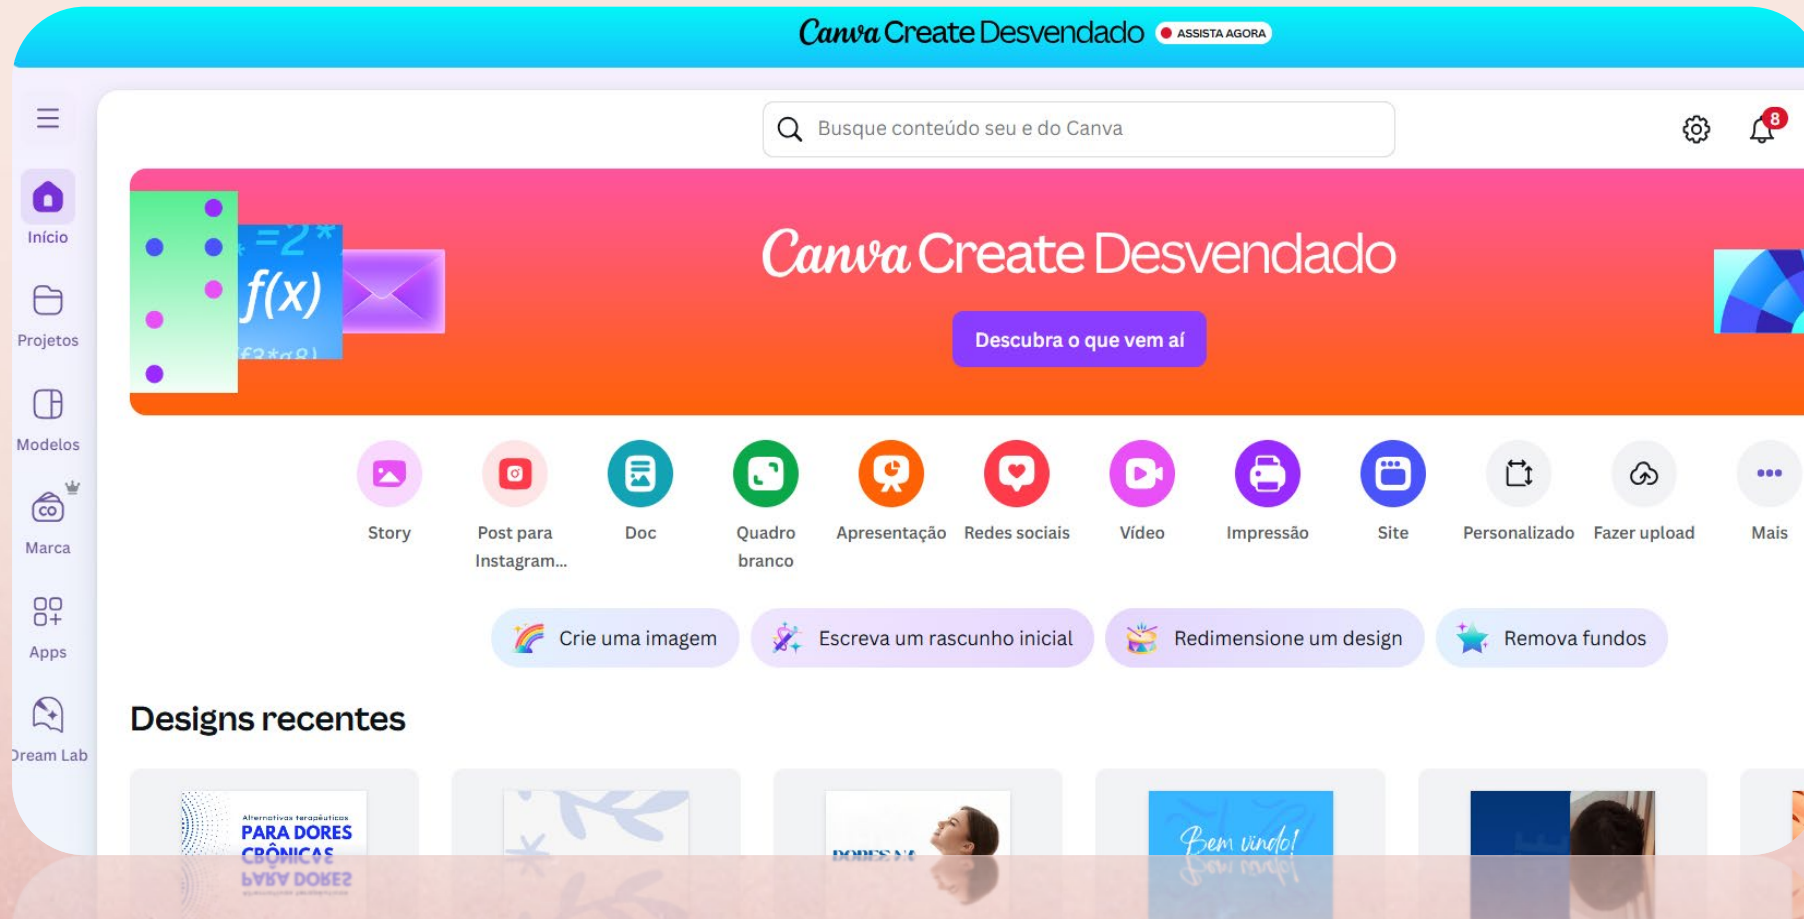 Canva Create Desvendado ASSISTA AGORA
Busque conteúdo seu e do Canva
8
Início
Projetos
Modelos
Marca
Apps
Dream Lab
=2*
f(x)
Canva Create Desvendado
Descubra o que vem aí
Story
Post para
Instagram...
Doc
Quadro
branco
Apresentação
Redes sociais
Vídeo
Impressão
Site
Personalizado
Fazer upload
Mais
Crie uma imagem
Escreva um rascunho inicial
Redimensione um design
Remova fundos
Designs recentes
Alternativas terapêuticas
PARA DORES
CRÔNICAS
DORES NA
Bem vindo!